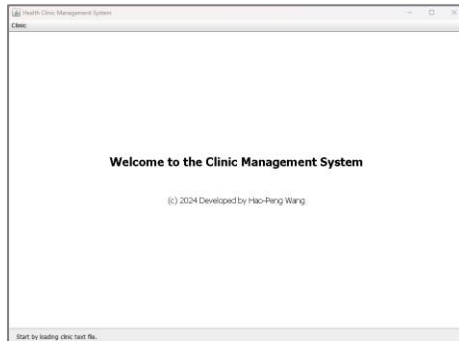 Health Clinic Management System
Clinic
Welcome to the Clinic Management System
(c) 2024 Developed by Hao-Peng Wang
Start by loading clinic text file.